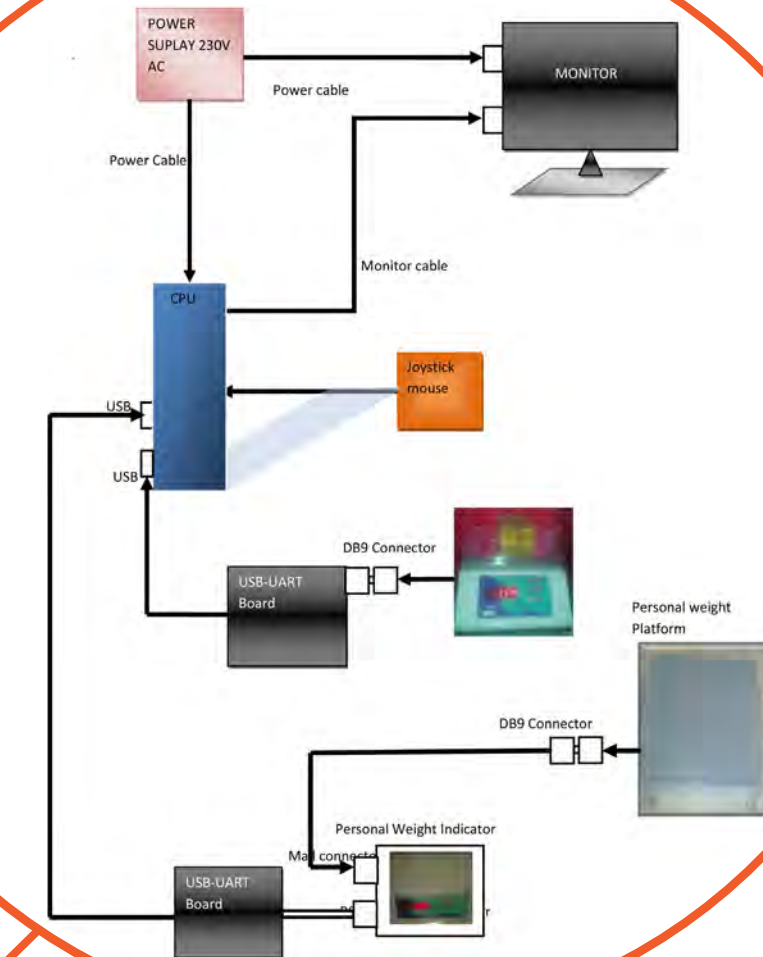 POWER
SUPLAY 230V
AC
MONITOR
Power cable
Power Cable
Monitor cable
CPU
Joystick
mouse
USB
USB
DB9 Connector
USB-UART
Board
Personal weight
Platform
DB9 Connector
Personal Weight Indicator
USB-UART
Board